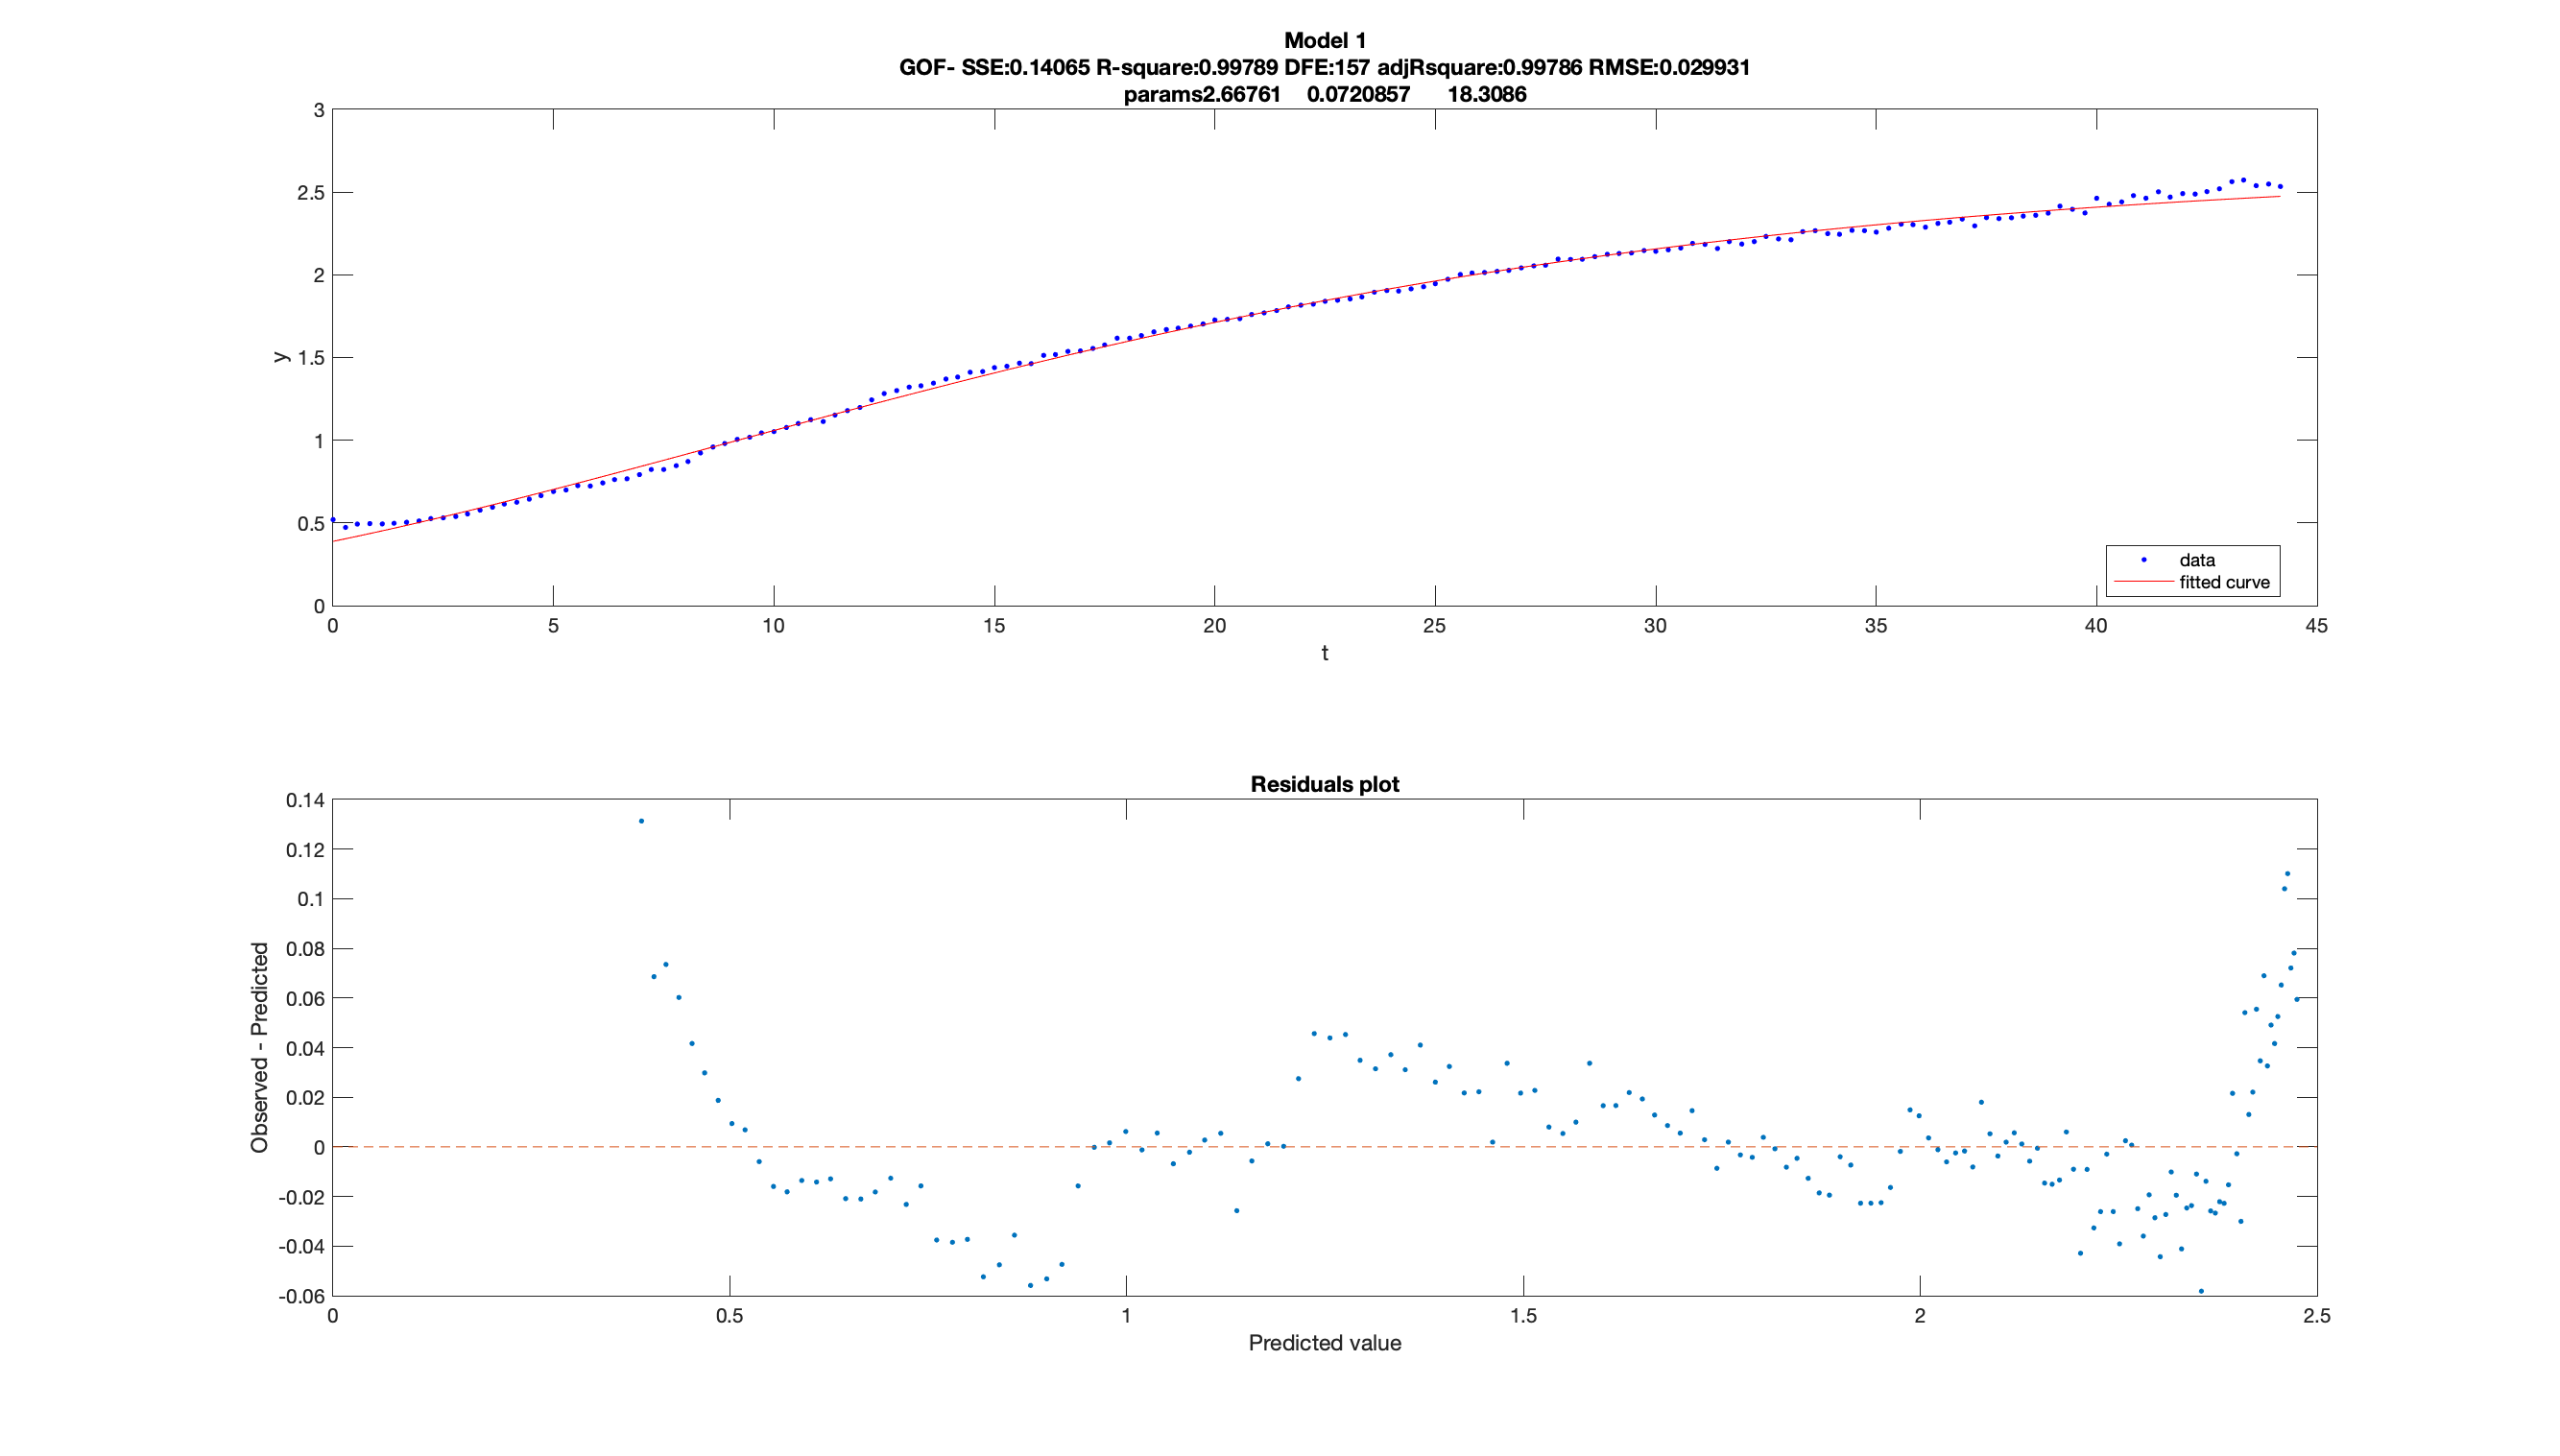 Model 1
GOF- SSE:0.14065 R-square:0.99789 DFE:157 adjRsquare:0.99786 RMSE:0.029931
params2.66761 0.0720857 18.3086
3
2.5
2
1.5
1
0.5
0
y
0 5 10 15 20 25 30 35 40 45
t
data
fitted curve
Residuals plot
0.14
0.12
0.1
0.08
0.06
0.04
0.02
0
-0.02
-0.04
-0.06
Observed - Predicted
0 0.5 1 1.5 2 2.5
Predicted value